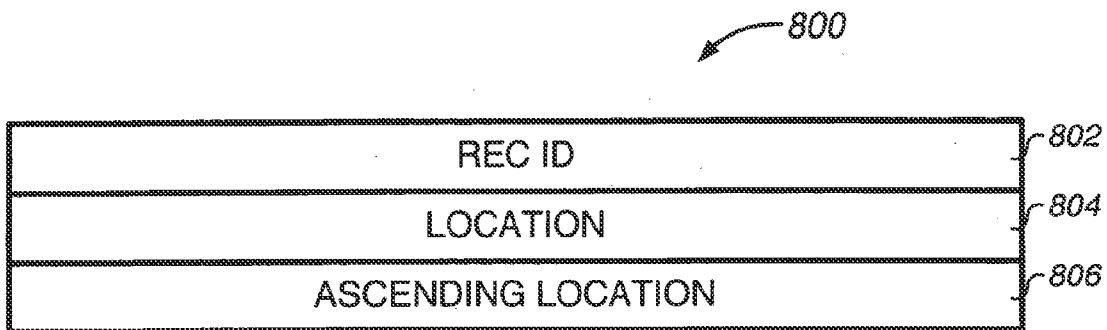 800
REC ID 802
LOCATION 804
ASCENDING LOCATION 806